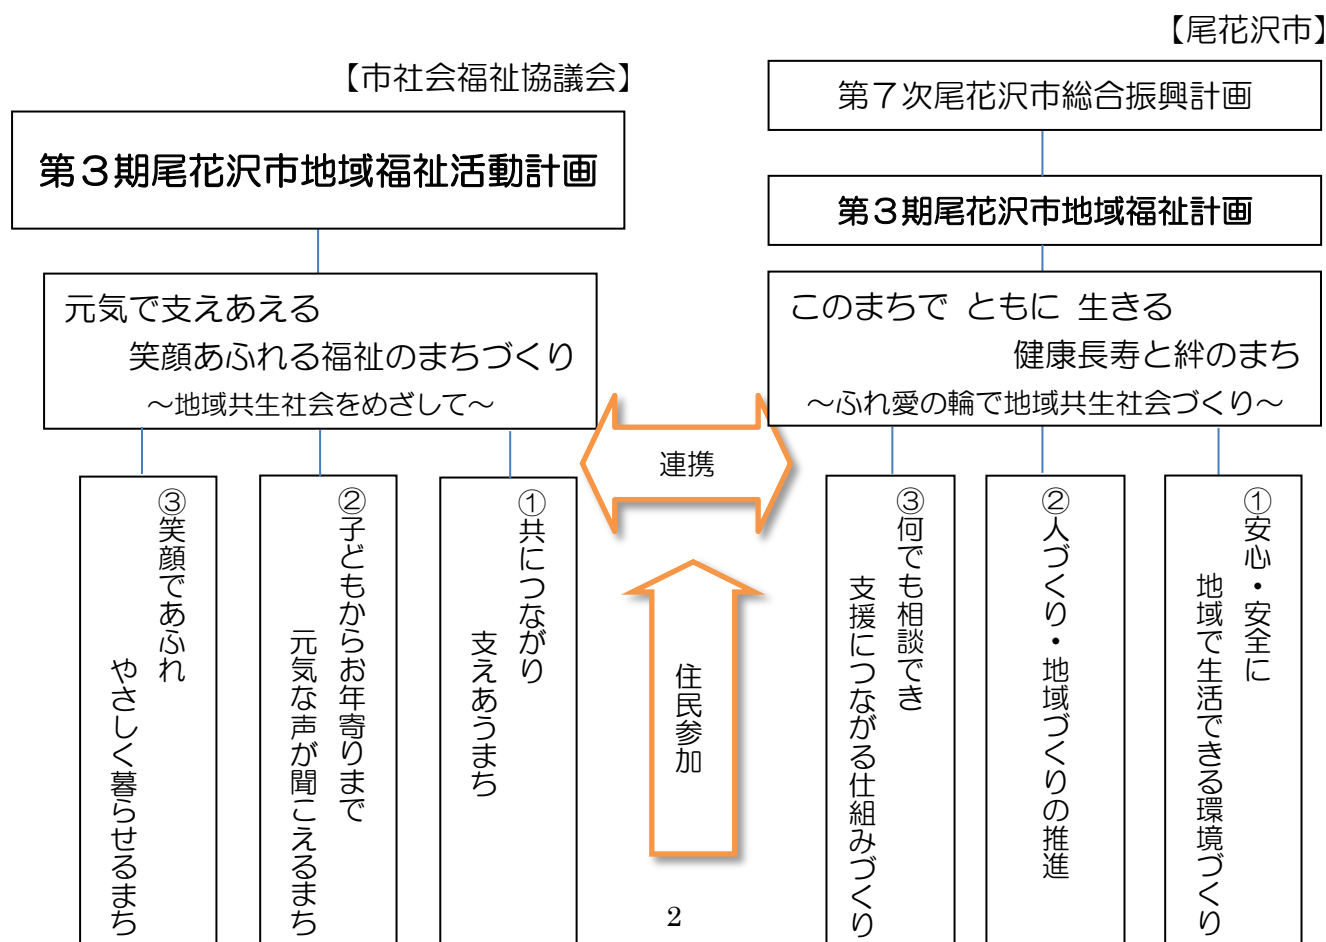 【尾花沢市】
【市社会福祉協議会】
第７次尾花沢市総合振興計画
第３期尾花沢市地域福祉活動計画
第３期尾花沢市地域福祉計画
元気で支えあえる
笑顔あふれる福祉のまちづくり
～地域共生社会をめざして～
このまちで ともに 生きる
健康長寿と絆のまち
～ふれ愛の輪で地域共生社会づくり～
連携
住民参加
①共につながり
支えあうまち
②子どもからお年寄りまで
元気な声が聞こえるまち
③笑顔であふれ
やさしく暮らせるまち
①安心・安全に
地域で生活できる環境づくり
②人づくり・地域づくりの推進
③何でも相談でき
支援につながる仕組みづくり
2